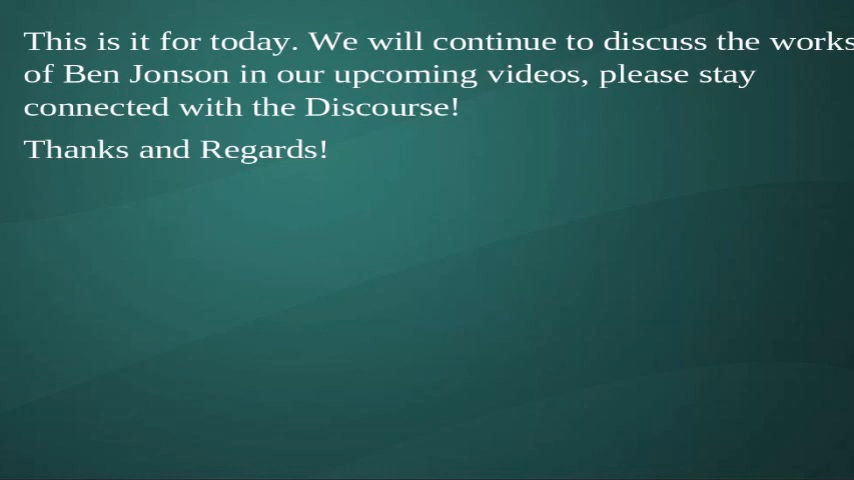 This is it for today. We will continue to discuss the works
of Ben Jonson in our upcoming videos, please stay
connected with the Discourse!
Thanks and Regards!